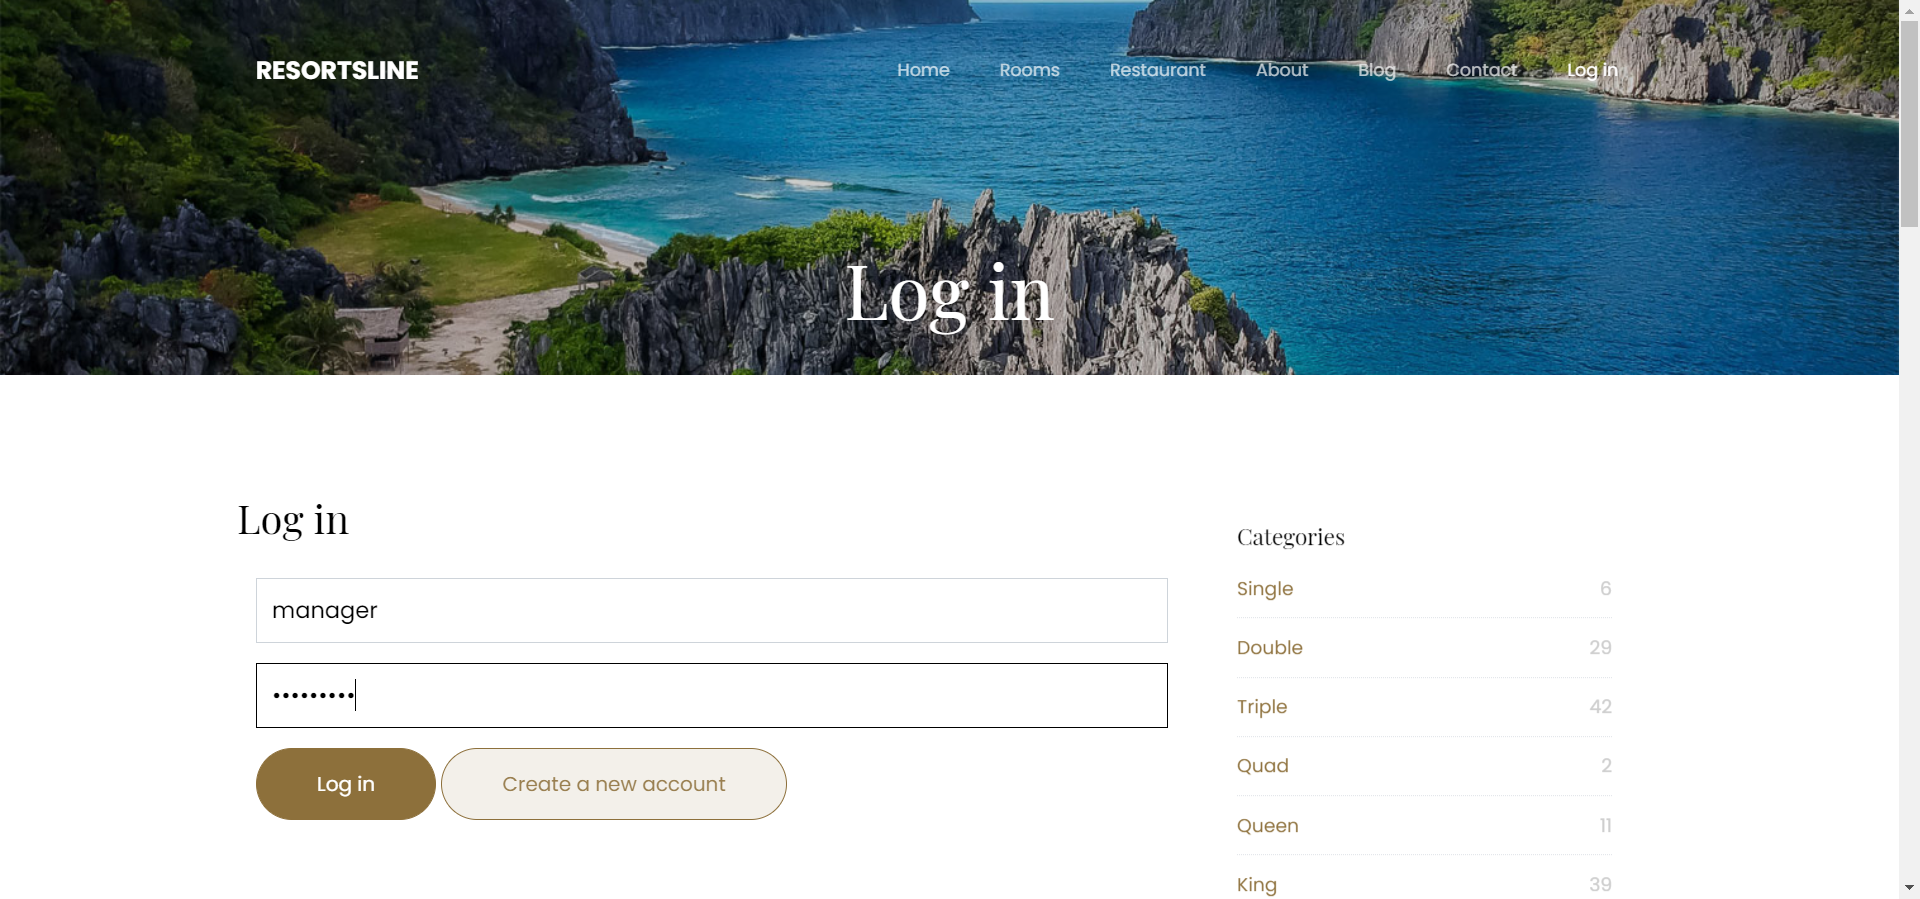 RESORTSLINE
Home Rooms Restaurant About Blog Contact Log in
Log in
Log in
manager
•••••••••
Log in
Create a new account
Categories
Single 6
Double 29
Triple 42
Quad 2
Queen 11
King 39